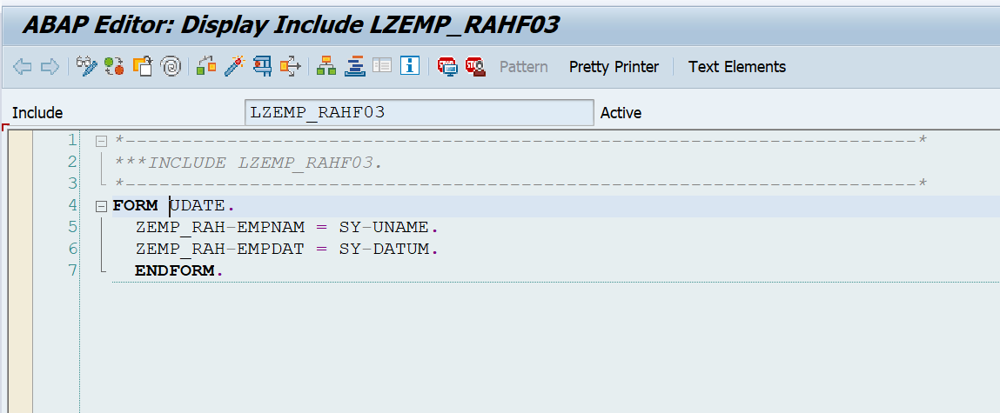 ABAP Editor: Display Include LZEMP_RAHF03
Pattern Pretty Printer Text Elements
Include LZEMP_RAHF03 Active
1 *----------------------------------------------------------------------*
2 ***INCLUDE LZEMP_RAHF03.
3 *----------------------------------------------------------------------*
4 FORM UDATE.
5 ZEMP_RAH-EMPNAM = SY-UNAME.
6 ZEMP_RAH-EMPDAT = SY-DATUM.
7 ENDFORM.